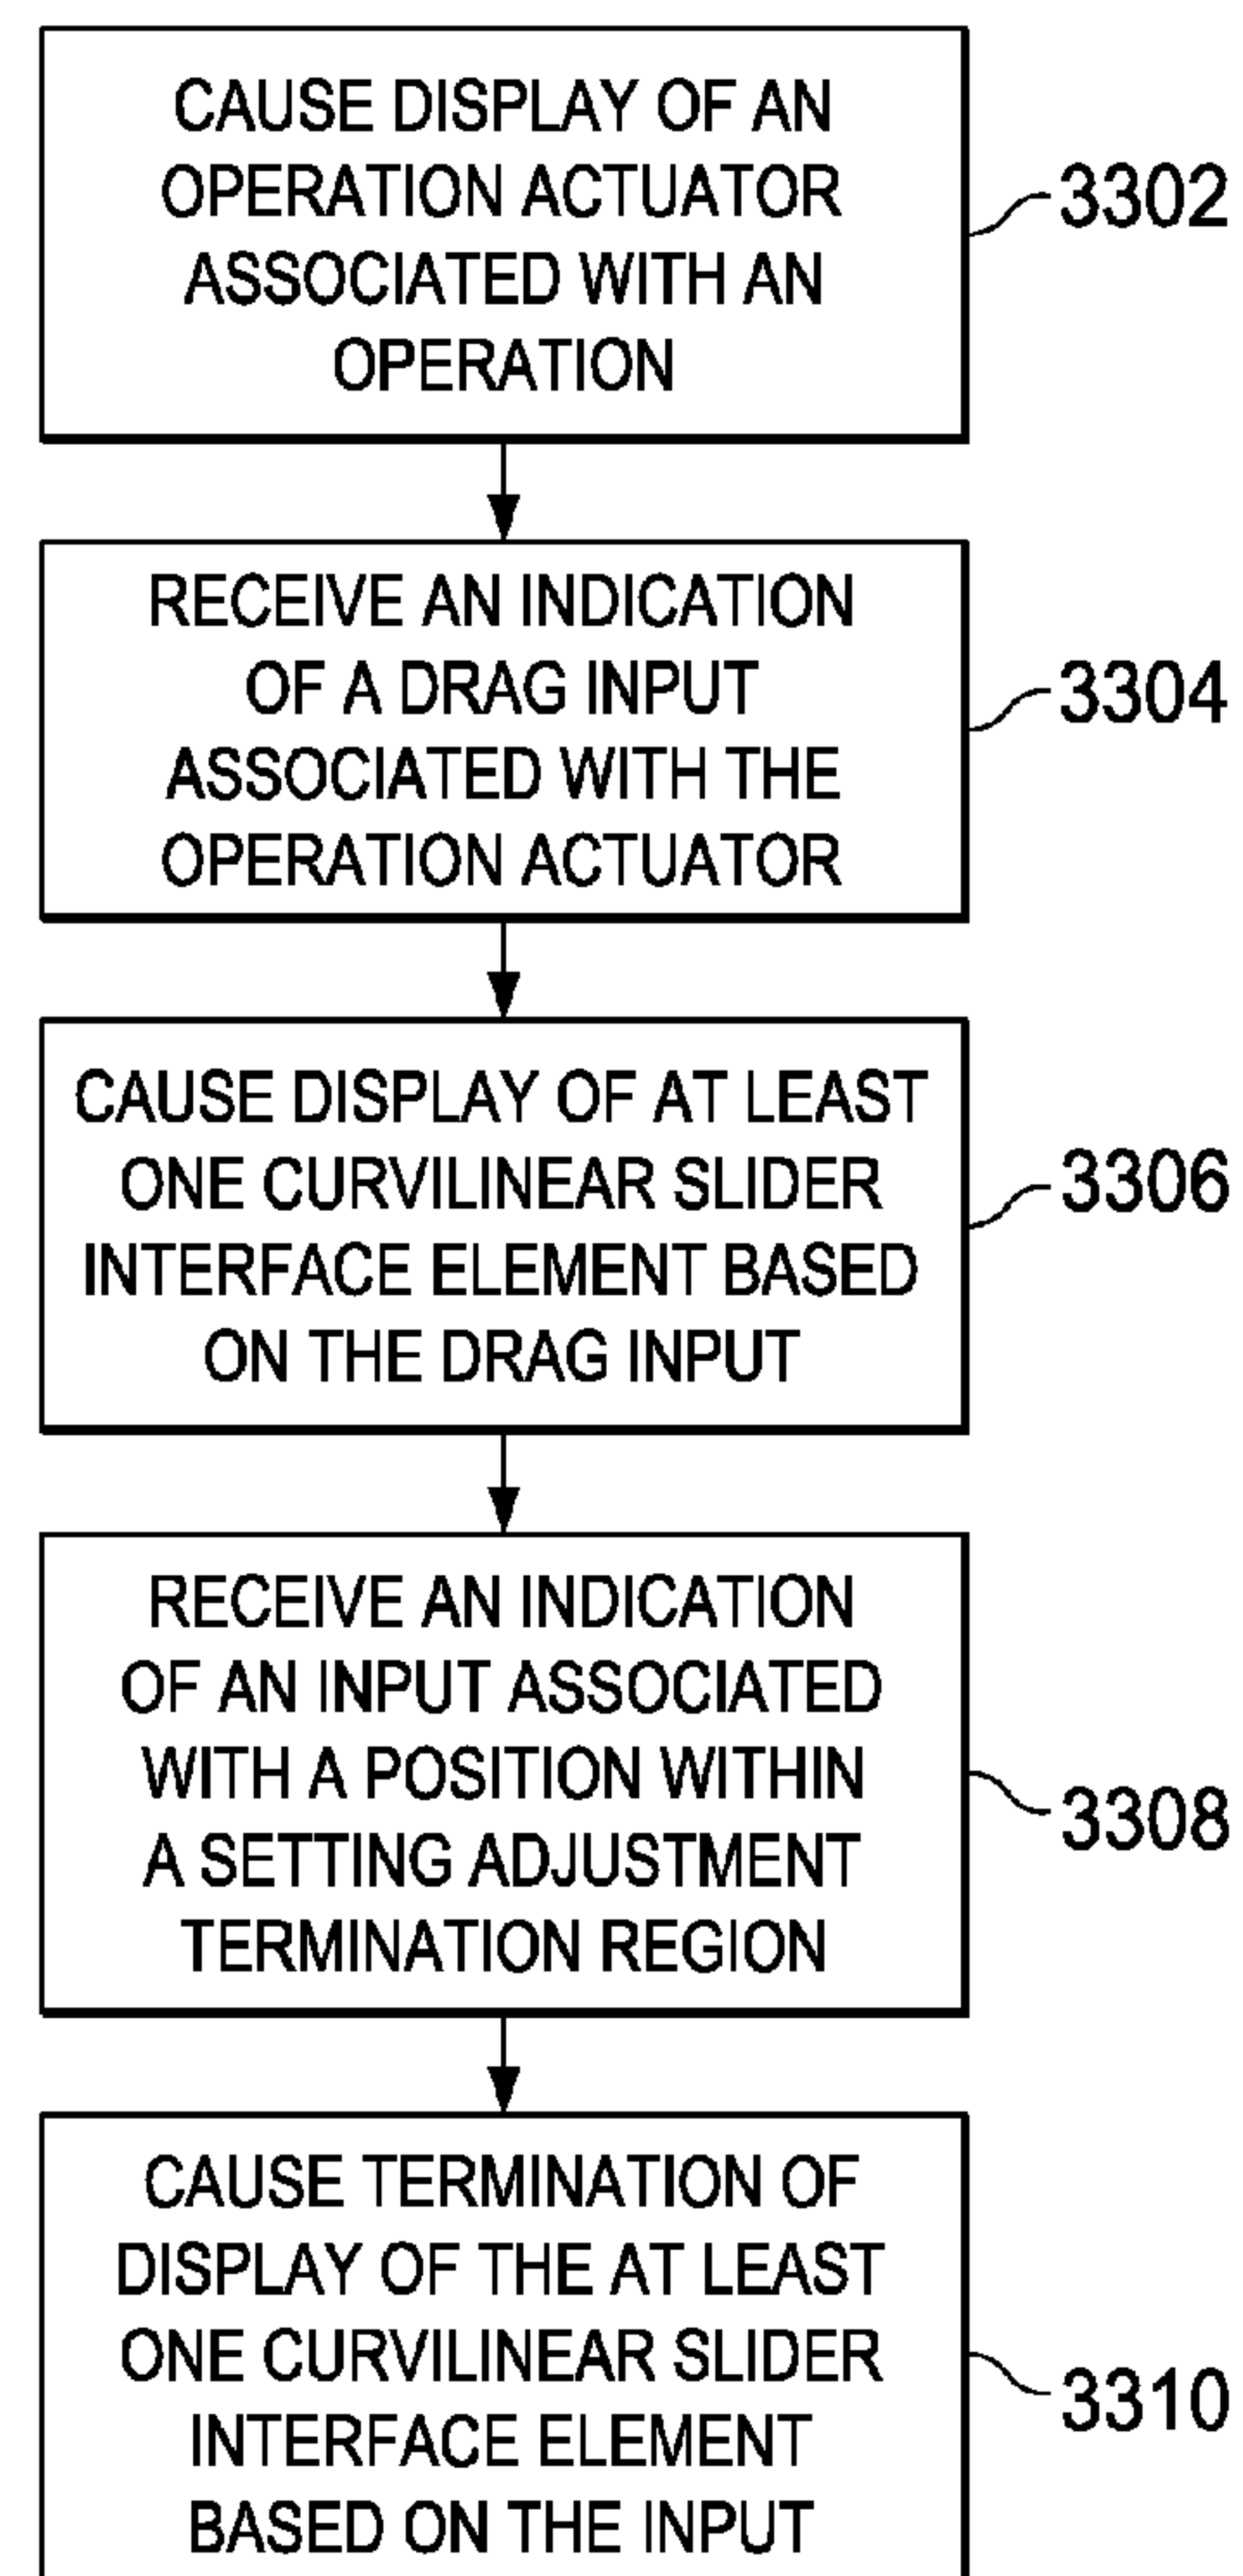 CAUSE DISPLAY OF AN
OPERATION ACTUATOR
ASSOCIATED WITH AN
OPERATION
3302
RECEIVE AN INDICATION
OF A DRAG INPUT
ASSOCIATED WITH THE
OPERATION ACTUATOR
3304
CAUSE DISPLAY OF AT LEAST
ONE CURVILINEAR SLIDER
INTERFACE ELEMENT BASED
ON THE DRAG INPUT
3306
RECEIVE AN INDICATION
OF AN INPUT ASSOCIATED
WITH A POSITION WITHIN
A SETTING ADJUSTMENT
TERMINATION REGION
3308
CAUSE TERMINATION OF
DISPLAY OF THE AT LEAST
ONE CURVILINEAR SLIDER
INTERFACE ELEMENT
BASED ON THE INPUT
3310